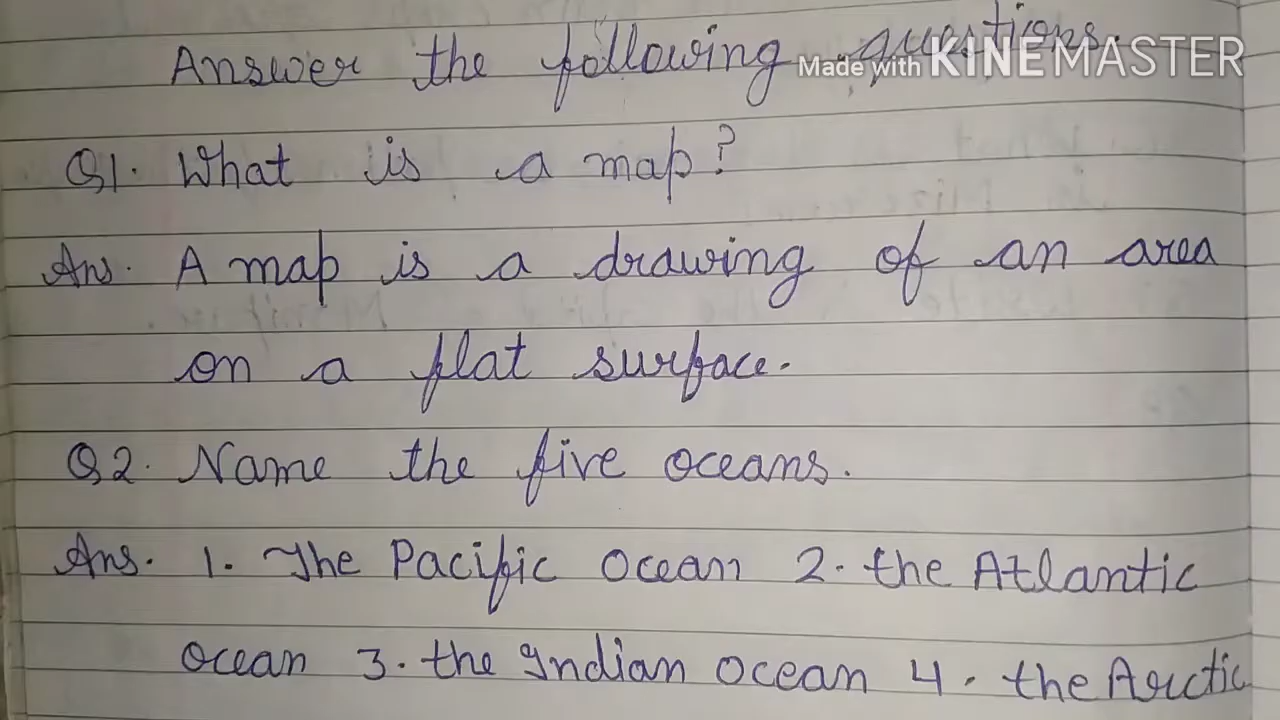 Answer the following questions.
Made with KINEMASTER
Q1. What is a map?
Ans. A map is a drawing of an area
on a flat surface.
Q2. Name the five oceans.
Ans. 1. The Pacific Ocean 2. the Atlantic
Ocean 3. the Indian Ocean 4. the Arctic